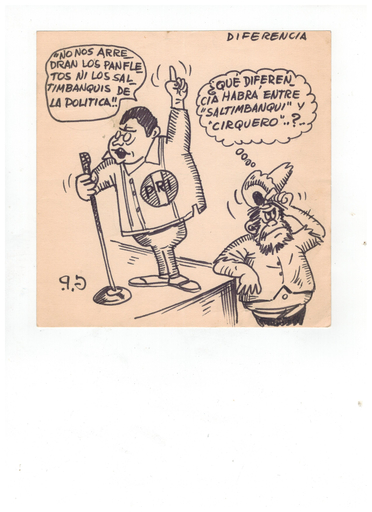 DIFERENCIA
"NO NOS ARRE
DRAN LOS PANFLE
TOS NI LOS SAL
TIMBANQUIS DE
LA POLITICA!!
¿QUÉ DIFEREN
CIA HABRÁ ENTRE
"SALTIMBANQUI" Y
"CIRQUERO"..?
PRI
G.P.